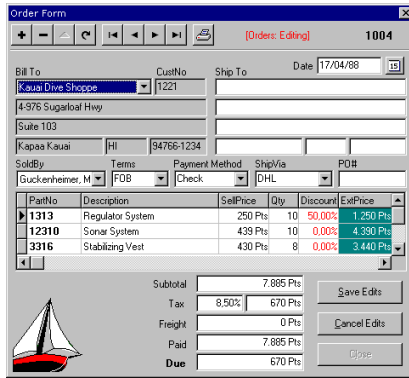 Order Form
[Orders: Editing] 1004
Date 17/04/88 15
Bill To CustNo Ship To
Kauai Dive Shoppe 1221
4-976 Sugarloaf Hwy
Suite 103
Kapaa Kauai HI 94766-1234
SoldBy Terms Payment Method ShipVia PO#
Guckenheimer, M FOB Check DHL
PartNo Description SellPrice Qty Discount ExtPrice
1313 Regulator System 250 Pts 10 50,00% 1.250 Pts
12310 Sonar System 439 Pts 10 0,00% 4.390 Pts
3316 Stabilizing Vest 430 Pts 8 0,00% 3.440 Pts
Subtotal 7.885 Pts
Tax 8,50% 670 Pts
Freight 0 Pts
Paid 7.885 Pts
Due 670 Pts
Save Edits
Cancel Edits
Close